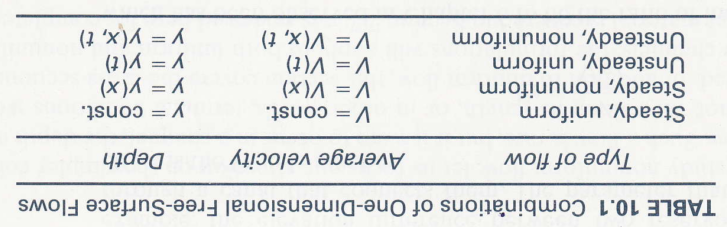 TABLE 10.1 Combinations of One-Dimensional Free-Surface Flows
Type of flow Average velocity Depth
Steady, uniform V = const. y = const.
Steady, nonuniform V = V(x) y = y(x)
Unsteady, uniform V = V(t) y = y(t)
Unsteady, nonuniform V = V(x, t) y = y(x, t)